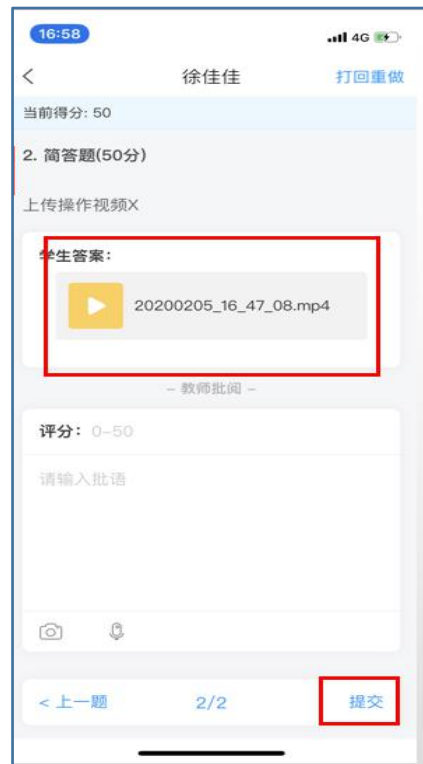 16:58 4G
< 徐佳佳 打回重做
当前得分: 50
2. 简答题(50分)
上传操作视频X
学生答案:
20200205_16_47_08.mp4
– 教师批阅 –
评分: 0-50
请输入批语
< 上一题 2/2 提交